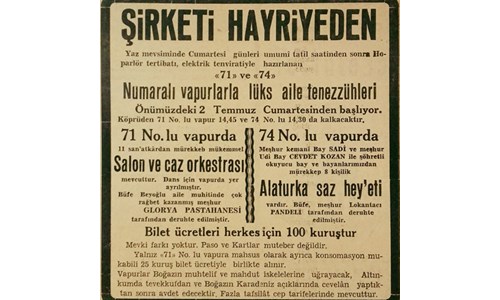 ŞİRKETİ HAYRİYEDEN
Yaz mevsiminde Cumartesi günleri umumi tatil saatinden sonra Ho-
parlör tertihatı, elektrik tenviratiyle hazırlanan
«71» ve «74»
Numaralı vapurlarla lüks aile tenezzühleri
Önümüzdeki 2 Temmuz Cumartesinden başlıyor.
Köprüden 71 No. lu vapur 14,45 ve 74 No. lu 14,30 da kalkacaktır.
71 No. lu vapurda
11 san'atkârdan mürekkeb mükemmel
Salon ve caz orkestrası
mevcuttur. Dans için vapurda yer
ayrılmıştır.
Büfe Beyoğlu aile muhitinde çok
rağbet kazanmış meşhur
GLORYA PASTAHANESİ
tarafından deruhte edilmiştir.
74 No. lu vapurda
Meşhur kemanî Bay SADİ ve meşhur
Udî Bay CEVDET KOZAN ile şöhretli
okuyucu bay ve bayanlarımızdan
mürekkep 8 kişilik
Alaturka saz hey'eti
vardır. Büfe, meşhur Lokantacı
PANDELİ tarafından deruhte
edilmiştir.
Bilet ücretleri herkes için 100 kuruştur
Mevki farkı yoktur. Paso ve Kartlar muteber değildir.
Yalnız «71» No. lu vapura mahsus olarak ayrıca konsomasyon mu-
kabili 25 kuruş biletiyle birlikte alınır.
Vapurlar Boğazın muhtelif ve mahdut iskelelerine uğrayacak, Altın-
kumda tevakkufdan ve Boğazın Karadeniz açıklarında cevelân yaptık-
tan sonra avdet edecektir. Fazla tafsilât cep tarifelerinde mevcuttur.